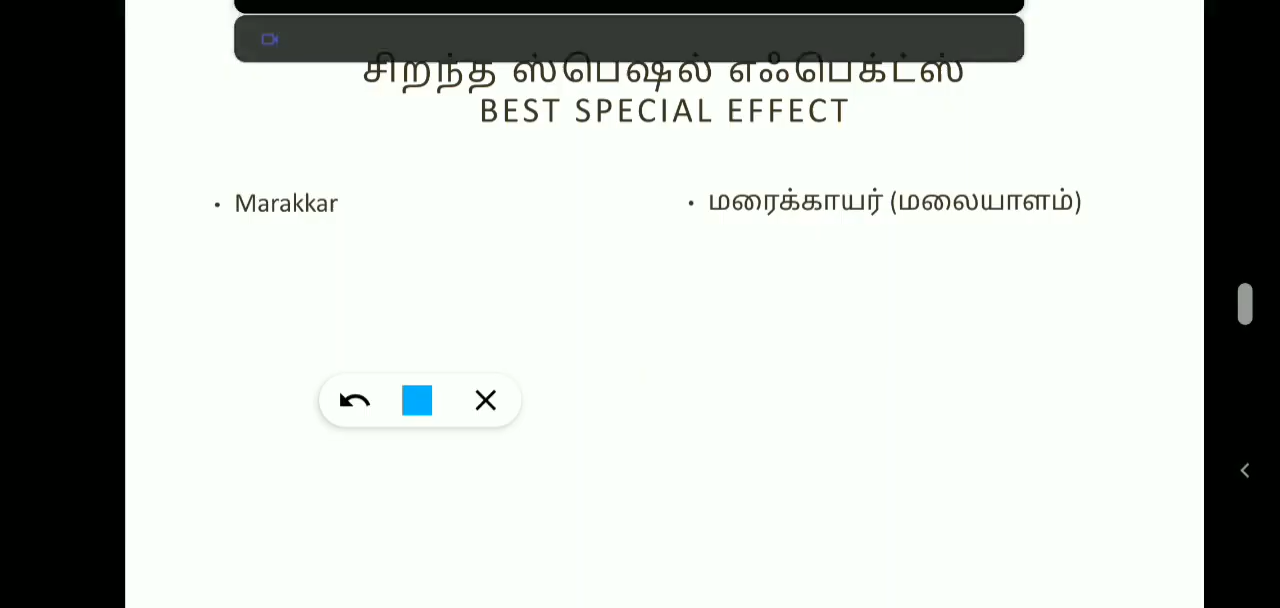 சிறந்த ஸ்பெஷல் எஃபெக்ட்ஸ்
BEST SPECIAL EFFECT
• Marakkar
• மரைக்காயர் (மலையாளம்)